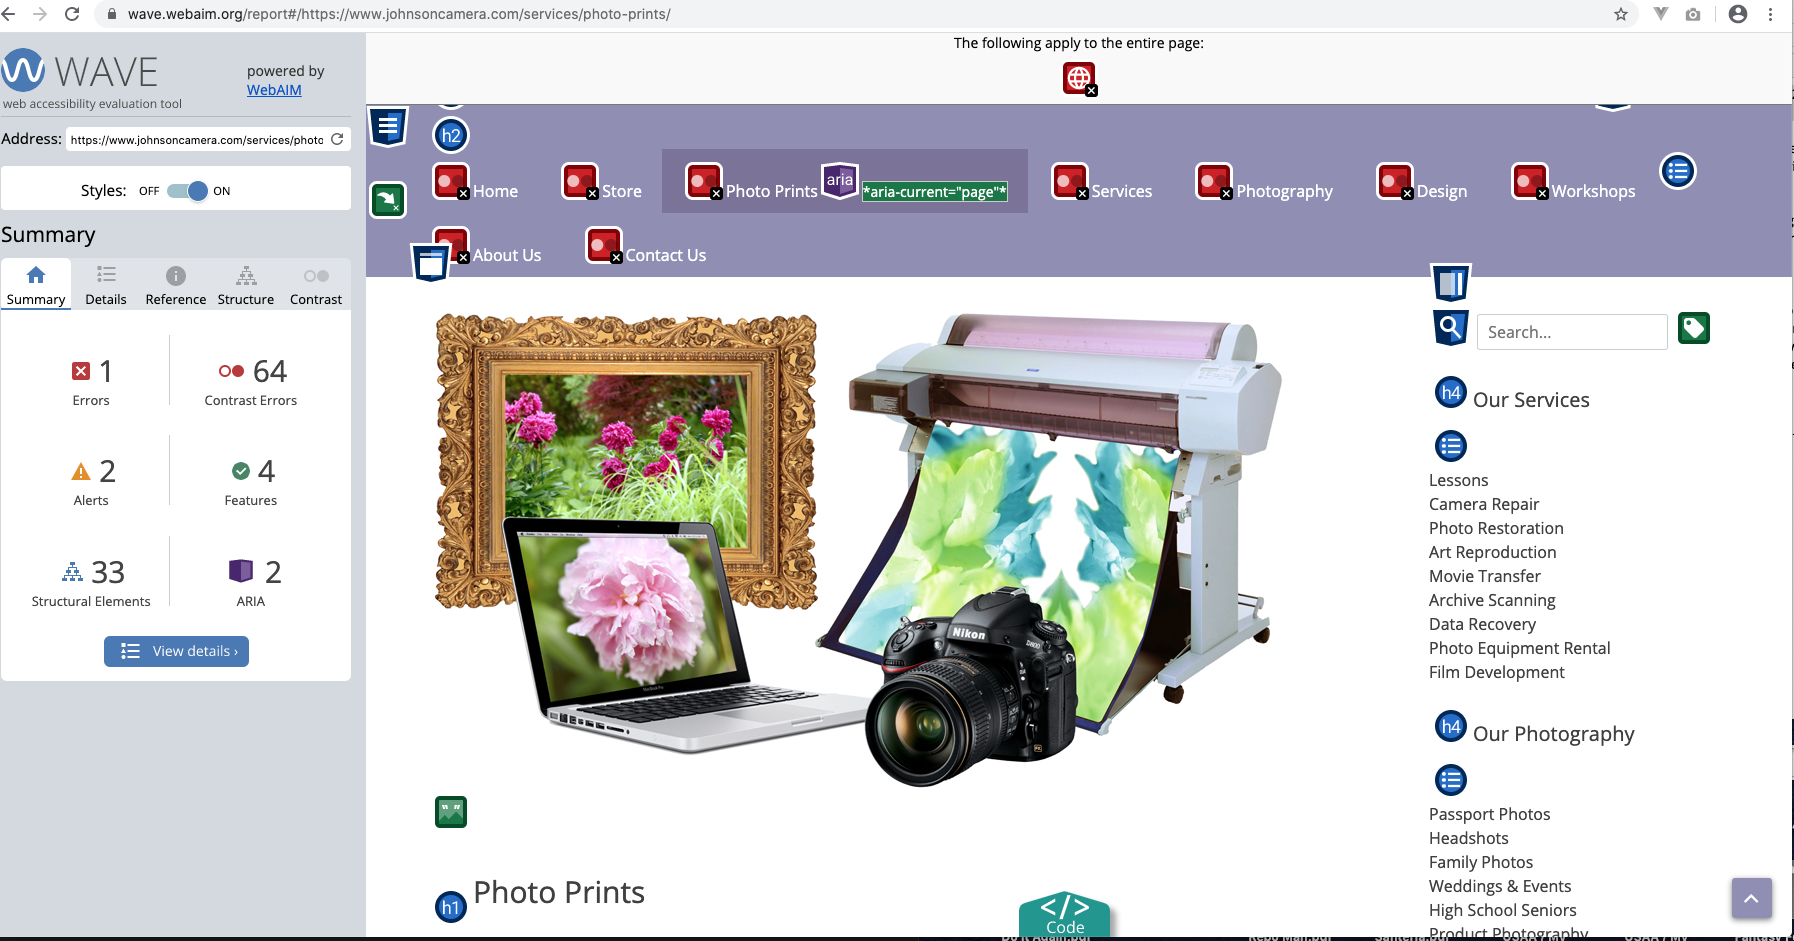 wave.webaim.org/report#/https://www.johnsoncamera.com/services/photo-prints/
WAVE
powered by
WebAIM
web accessibility evaluation tool
Address: https://www.johnsoncamera.com/services/photo
Styles: OFF ON
Summary
Summary Details Reference Structure Contrast
1
Errors
64
Contrast Errors
2
Alerts
4
Features
33
Structural Elements
2
ARIA
View details ›
The following apply to the entire page:
h2
Home Store Photo Prints aria *aria-current="page"* Services Photography Design Workshops
About Us Contact Us
Nikon
D800
MacBook Pro
h1 Photo Prints
</>
Code
Search...
h4 Our Services
Lessons
Camera Repair
Photo Restoration
Art Reproduction
Movie Transfer
Archive Scanning
Data Recovery
Photo Equipment Rental
Film Development
h4 Our Photography
Passport Photos
Headshots
Family Photos
Weddings & Events
High School Seniors
Product Photography